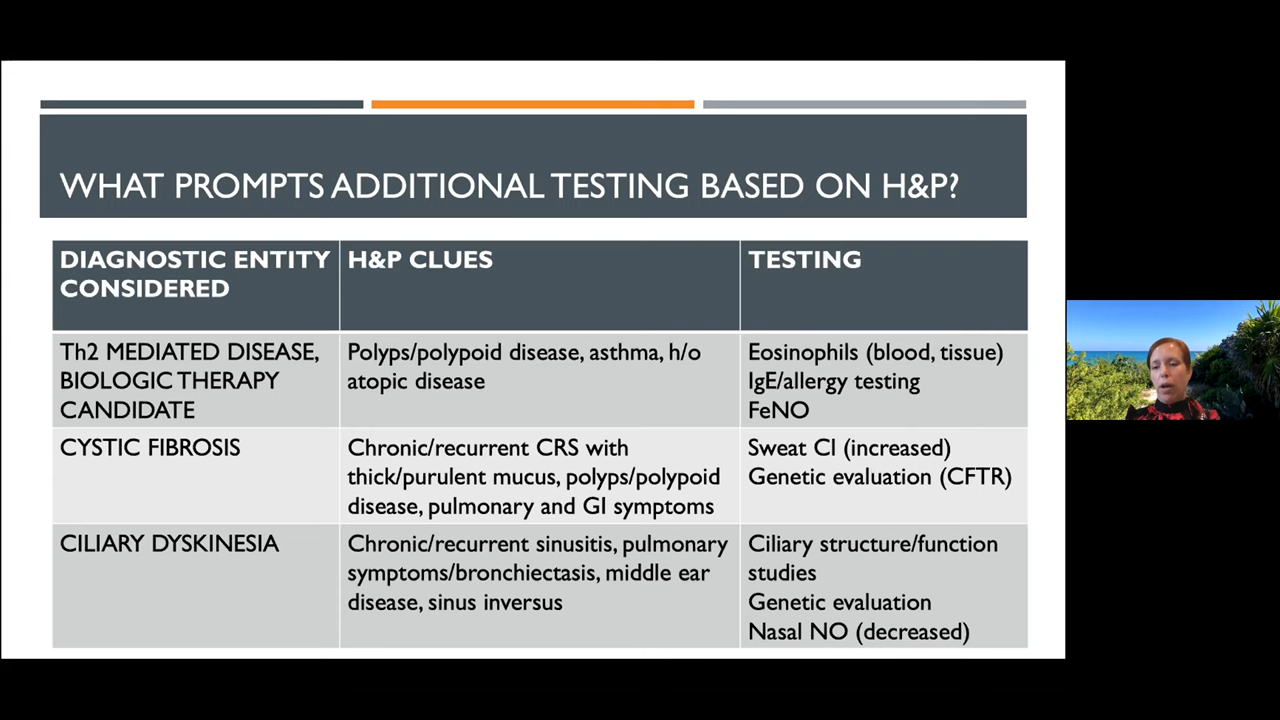 WHAT PROMPTS ADDITIONAL TESTING BASED ON H&P?
DIAGNOSTIC ENTITY
CONSIDERED
H&P CLUES
TESTING
Th2 MEDIATED DISEASE,
BIOLOGIC THERAPY
CANDIDATE
Polyps/polypoid disease, asthma, h/o
atopic disease
Eosinophils (blood, tissue)
IgE/allergy testing
FeNO
CYSTIC FIBROSIS
Chronic/recurrent CRS with
thick/purulent mucus, polyps/polypoid
disease, pulmonary and GI symptoms
Sweat Cl (increased)
Genetic evaluation (CFTR)
CILIARY DYSKINESIA
Chronic/recurrent sinusitis, pulmonary
symptoms/bronchiectasis, middle ear
disease, sinus inversus
Ciliary structure/function
studies
Genetic evaluation
Nasal NO (decreased)